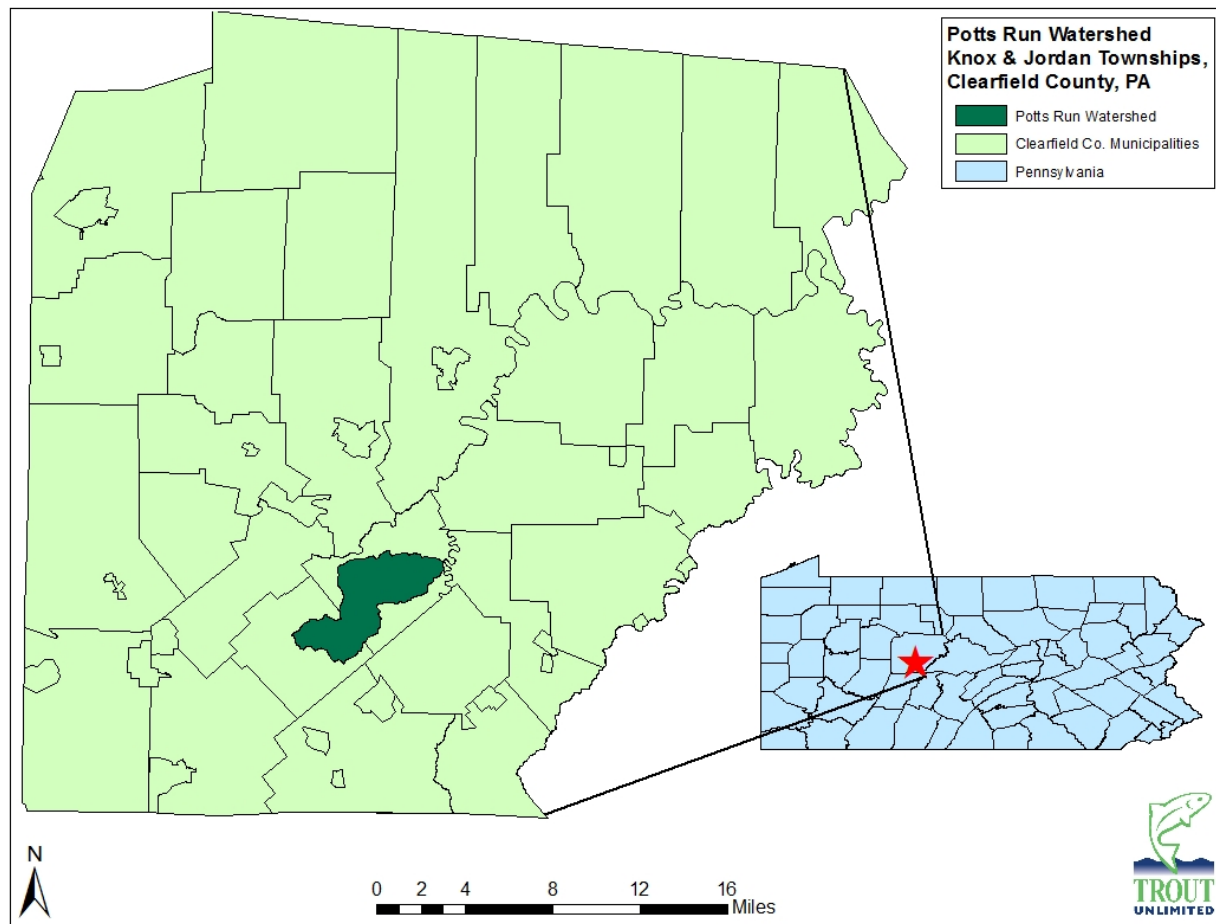 Potts Run Watershed
Knox & Jordan Townships,
Clearfield County, PA
Potts Run Watershed
Clearfield Co. Municipalities
Pennsylvania
N
0 2 4 8 12 16
Miles
TROUT
UNLIMITED